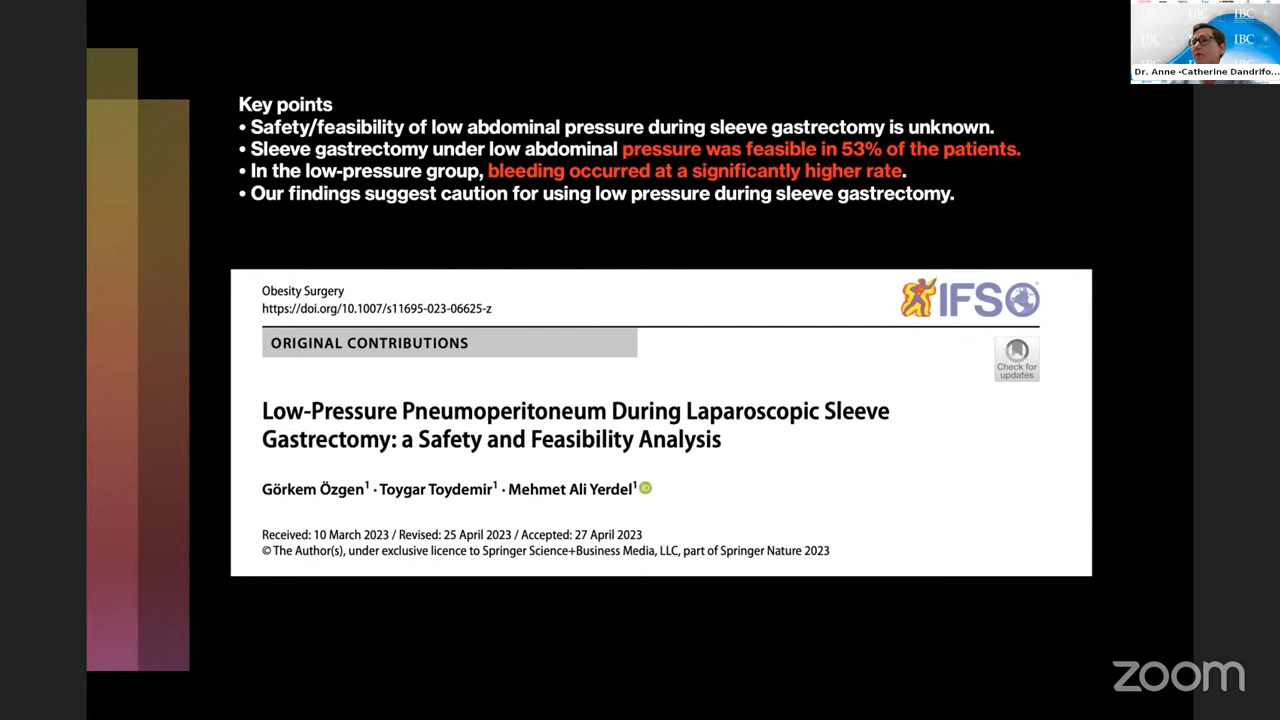 Key points
• Safety/feasibility of low abdominal pressure during sleeve gastrectomy is unknown.
• Sleeve gastrectomy under low abdominal pressure was feasible in 53% of the patients.
• In the low-pressure group, bleeding occurred at a significantly higher rate.
• Our findings suggest caution for using low pressure during sleeve gastrectomy.
IBC
IBC
IBC
Dr. Anne -Catherine Dandrifo...
Obesity Surgery
https://doi.org/10.1007/s11695-023-06625-z
IFSO
ORIGINAL CONTRIBUTIONS
Check for
updates
Low-Pressure Pneumoperitoneum During Laparoscopic Sleeve
Gastrectomy: a Safety and Feasibility Analysis
Görkem Özgen1 · Toygar Toydemir1 · Mehmet Ali Yerdel1 iD
Received: 10 March 2023 / Revised: 25 April 2023 / Accepted: 27 April 2023
© The Author(s), under exclusive licence to Springer Science+Business Media, LLC, part of Springer Nature 2023
zoom